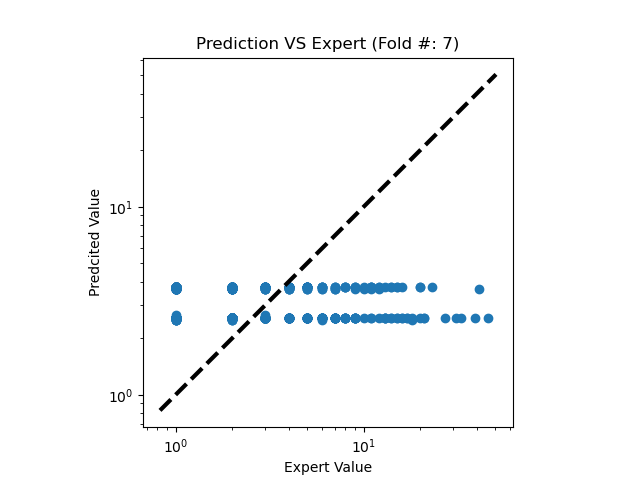 Prediction VS Expert (Fold #: 7)
Predcited Value
10¹
10⁰
10⁰ 10¹
Expert Value